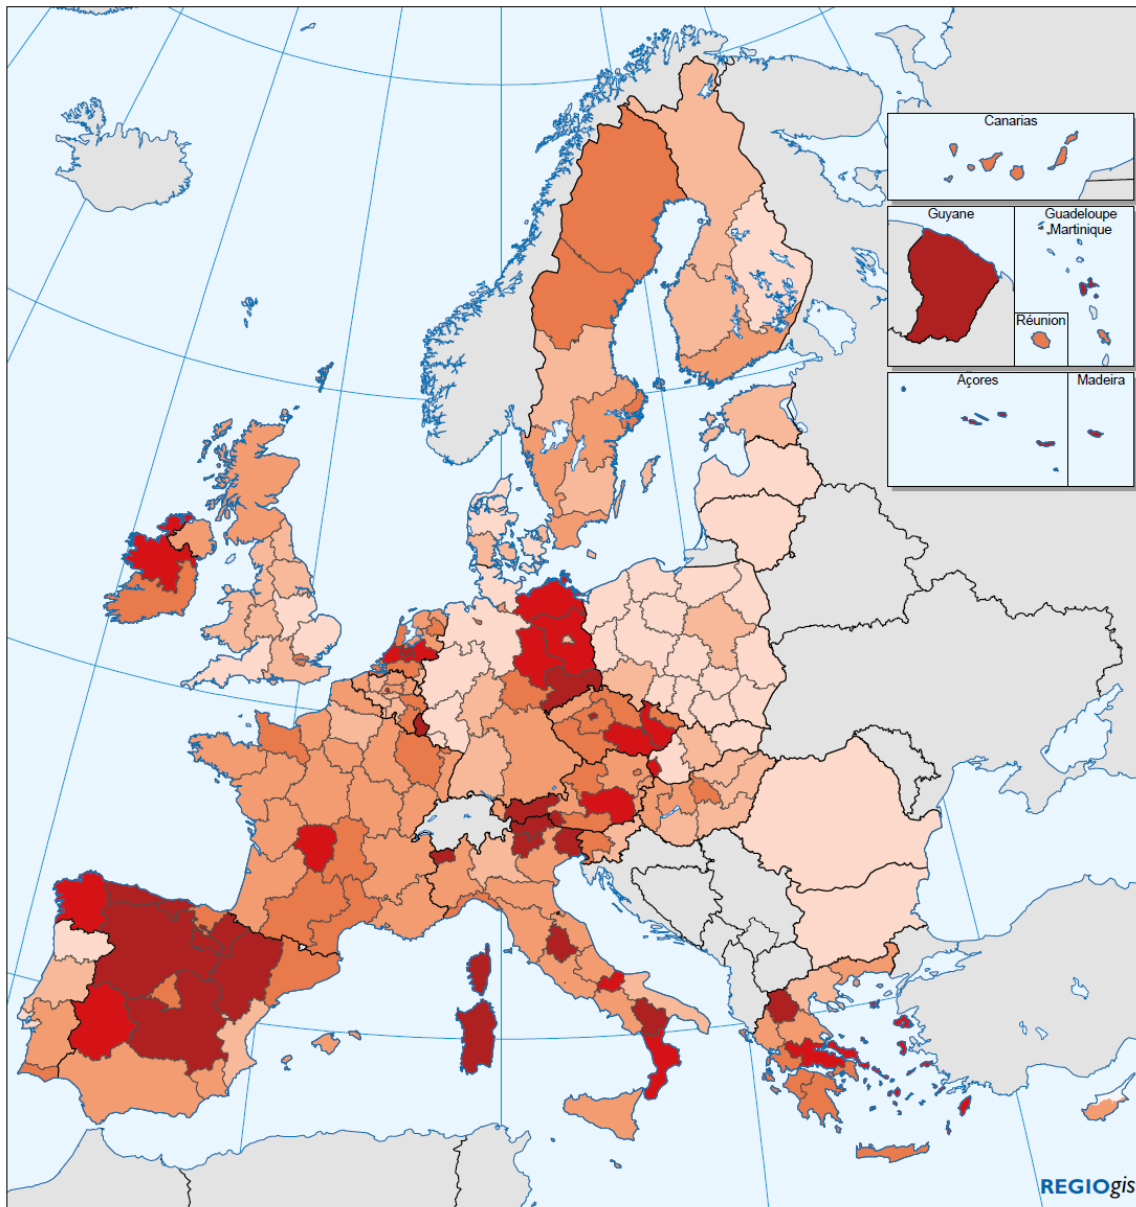 Canarias
Guyane
Guadeloupe
Martinique
Réunion
Açores
Madeira
REGIOgis